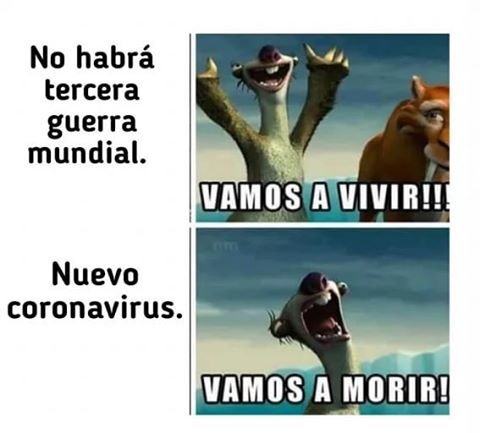 No habrá
tercera
guerra
mundial.
VAMOS A VIVIR!!!
Nuevo
coronavirus.
VAMOS A MORIR!